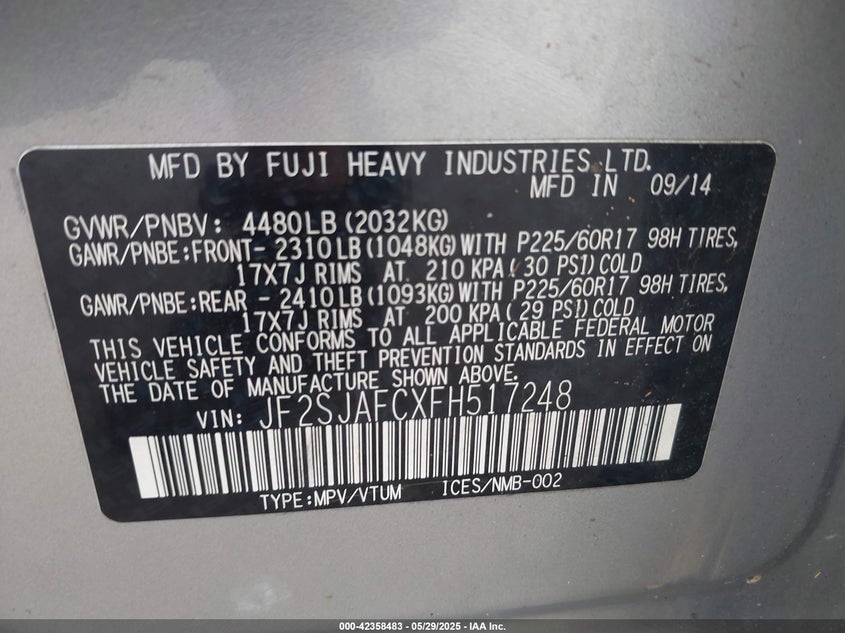 MFD BY FUJI HEAVY INDUSTRIES LTD.
MFD IN 09/14
GVWR/PNBV: 4480LB (2032KG)
GAWR/PNBE:FRONT- 2310LB (1048KG) WITH P225/60R17 98H TIRES,
17X7J RIMS AT 210 KPA ( 30 PSI) COLD
GAWR/PNBE:REAR - 2410LB (1093KG) WITH P225/60R17 98H TIRES,
17X7J RIMS AT 200 KPA ( 29 PSI) COLD
THIS VEHICLE CONFORMS TO ALL APPLICABLE FEDERAL MOTOR
VEHICLE SAFETY AND THEFT PREVENTION STANDARDS IN EFFECT ON
THE DATE OF MANUFACTURE SHOWN ABOVE.
VIN: JF2SJAFCXFH517248
TYPE:MPV/VTUM ICES/NMB-002
000-42358483 - 05/29/2025 - IAA Inc.